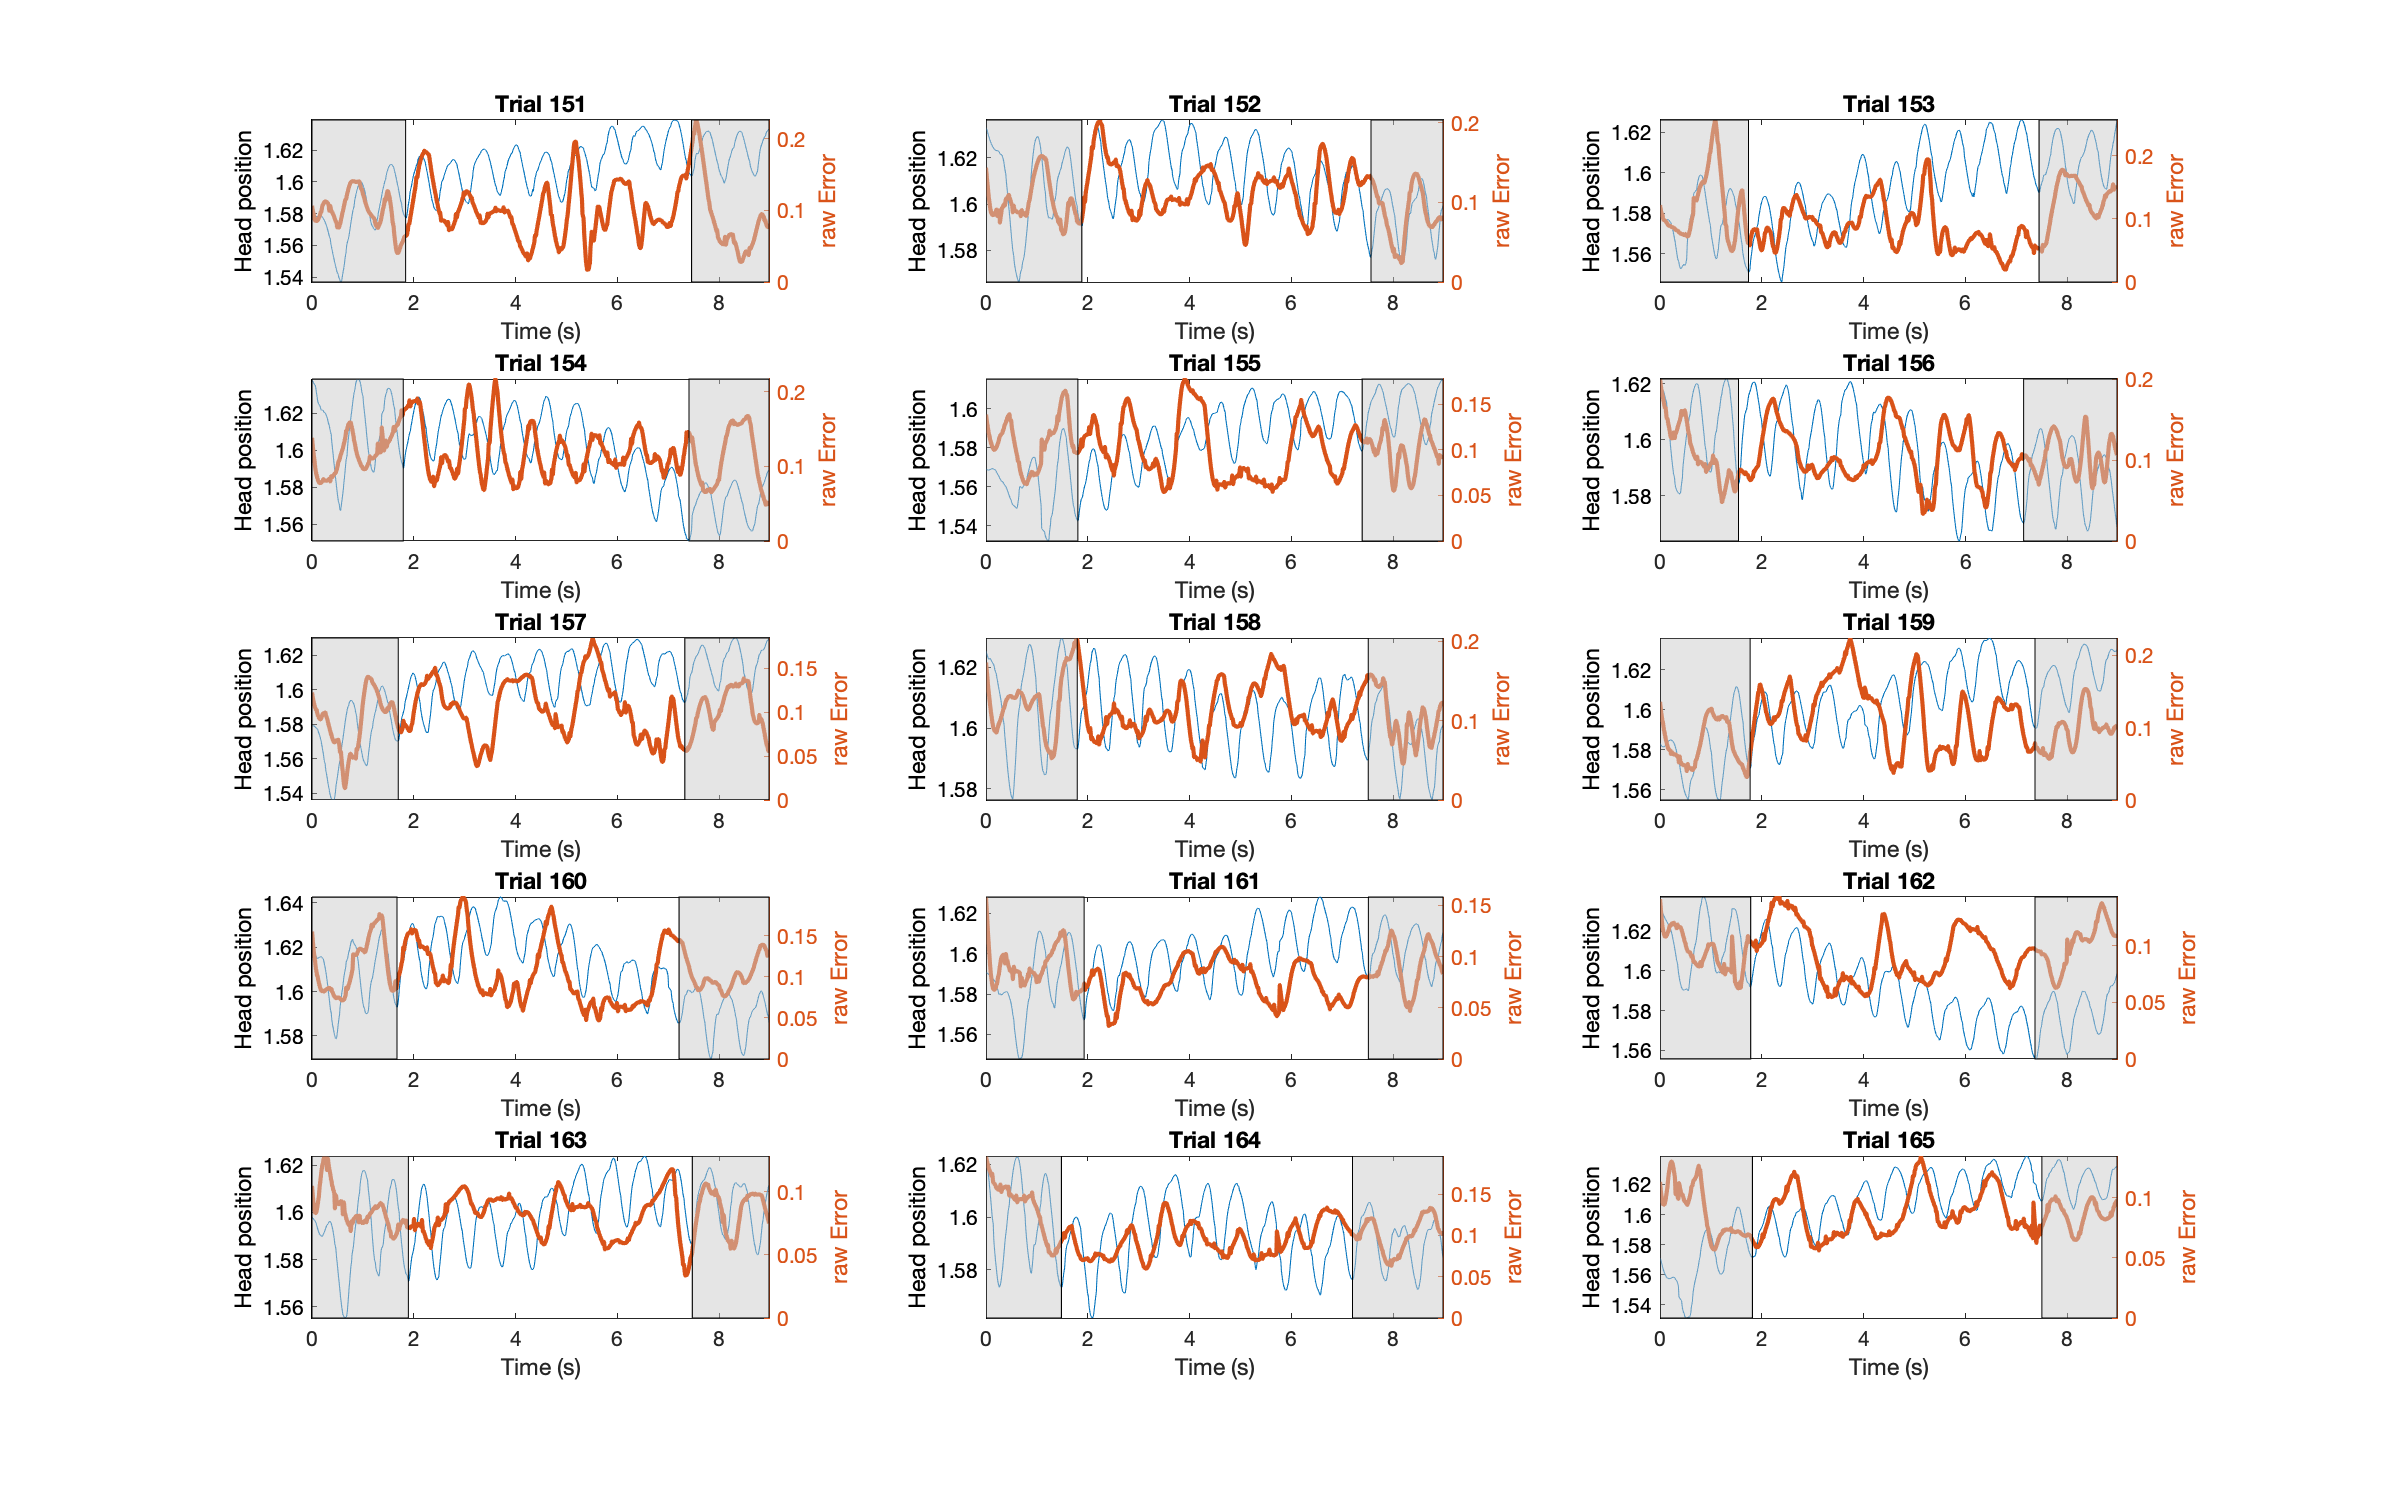 Trial 151
Head position
1.62
1.6
1.58
1.56
1.54
0.2
0.1
0
raw Error
0 2 4 6 8
Time (s)
Trial 152
Head position
1.62
1.6
1.58
0.2
0.1
0
raw Error
0 2 4 6 8
Time (s)
Trial 153
Head position
1.62
1.6
1.58
1.56
0.2
0.1
0
raw Error
0 2 4 6 8
Time (s)
Trial 154
Head position
1.62
1.6
1.58
1.56
0.2
0.1
0
raw Error
0 2 4 6 8
Time (s)
Trial 155
Head position
1.6
1.58
1.56
1.54
0.15
0.1
0.05
0
raw Error
0 2 4 6 8
Time (s)
Trial 156
Head position
1.62
1.6
1.58
0.2
0.1
0
raw Error
0 2 4 6 8
Time (s)
Trial 157
Head position
1.62
1.6
1.58
1.56
1.54
0.15
0.1
0.05
0
raw Error
0 2 4 6 8
Time (s)
Trial 158
Head position
1.62
1.6
1.58
0.2
0.1
0
raw Error
0 2 4 6 8
Time (s)
Trial 159
Head position
1.62
1.6
1.58
1.56
0.2
0.1
0
raw Error
0 2 4 6 8
Time (s)
Trial 160
Head position
1.64
1.62
1.6
1.58
0.15
0.1
0.05
0
raw Error
0 2 4 6 8
Time (s)
Trial 161
Head position
1.62
1.6
1.58
1.56
0.15
0.1
0.05
0
raw Error
0 2 4 6 8
Time (s)
Trial 162
Head position
1.62
1.6
1.58
1.56
0.1
0.05
0
raw Error
0 2 4 6 8
Time (s)
Trial 163
Head position
1.62
1.6
1.58
1.56
0.1
0.05
0
raw Error
0 2 4 6 8
Time (s)
Trial 164
Head position
1.62
1.6
1.58
0.15
0.1
0.05
0
raw Error
0 2 4 6 8
Time (s)
Trial 165
Head position
1.62
1.6
1.58
1.56
1.54
0.1
0.05
0
raw Error
0 2 4 6 8
Time (s)